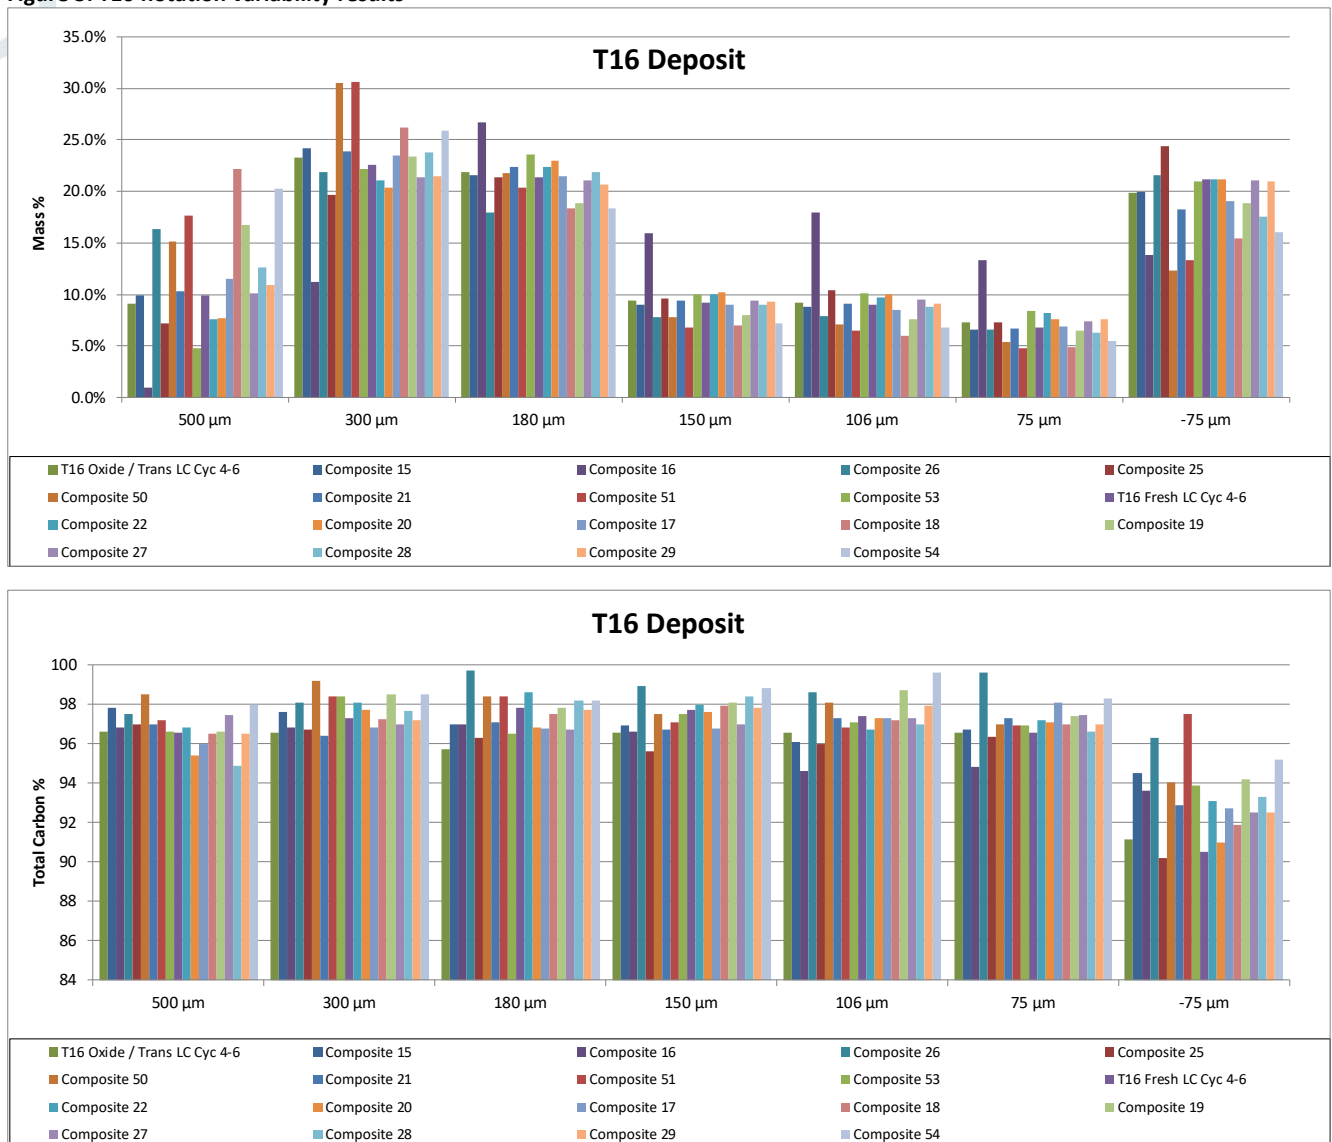 T16 Deposit
35.0%
30.0%
25.0%
20.0%
15.0%
10.0%
5.0%
0.0%
Mass %
500 µm 300 µm 180 µm 150 µm 106 µm 75 µm -75 µm
T16 Oxide / Trans LC Cyc 4-6 Composite 15 Composite 16 Composite 26 Composite 25
Composite 50 Composite 21 Composite 51 Composite 53 T16 Fresh LC Cyc 4-6
Composite 22 Composite 20 Composite 17 Composite 18 Composite 19
Composite 27 Composite 28 Composite 29 Composite 54
T16 Deposit
100
98
96
94
92
90
88
86
84
Total Carbon %
500 µm 300 µm 180 µm 150 µm 106 µm 75 µm -75 µm
T16 Oxide / Trans LC Cyc 4-6 Composite 15 Composite 16 Composite 26 Composite 25
Composite 50 Composite 21 Composite 51 Composite 53 T16 Fresh LC Cyc 4-6
Composite 22 Composite 20 Composite 17 Composite 18 Composite 19
Composite 27 Composite 28 Composite 29 Composite 54